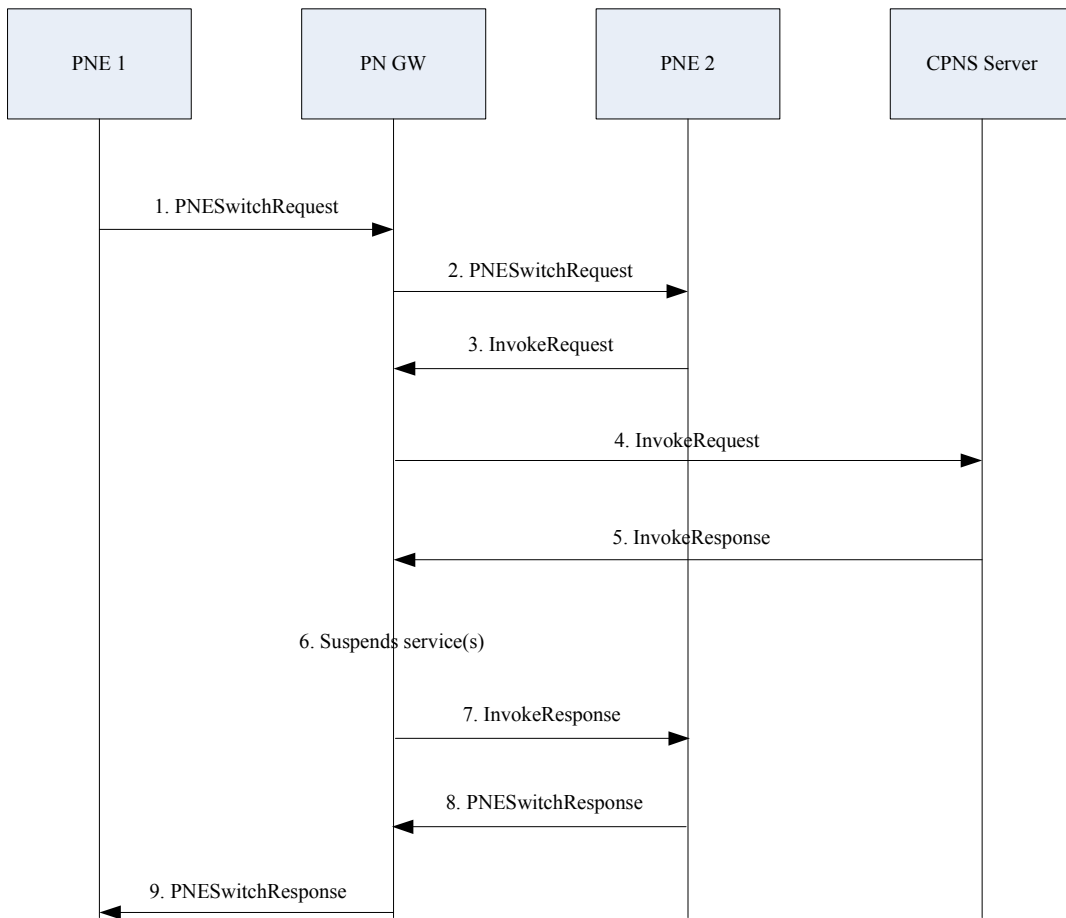 PNE 1
PN GW
PNE 2
CPNS Server
1. PNESwitchRequest
2. PNESwitchRequest
3. InvokeRequest
4. InvokeRequest
5. InvokeResponse
6. Suspends service(s)
7. InvokeResponse
8. PNESwitchResponse
9. PNESwitchResponse